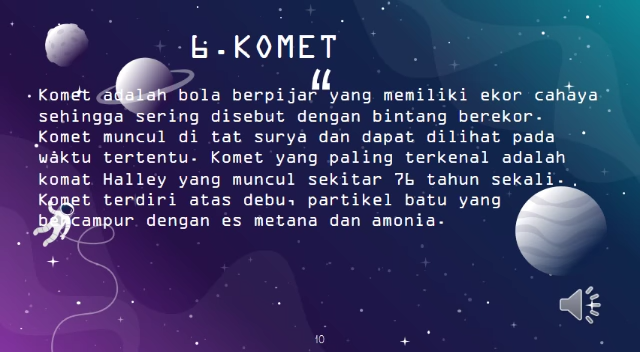 6.KOMET
“
• Komet adalah bola berpijar yang memiliki ekor cahaya
sehingga sering disebut dengan bintang berekor.
Komet muncul di tat surya dan dapat dilihat pada
waktu tertentu. Komet yang paling terkenal adalah
komat Halley yang muncul sekitar 76 tahun sekali.
Komet terdiri atas debu, partikel batu yang
bercampur dengan es metana dan amonia.
10